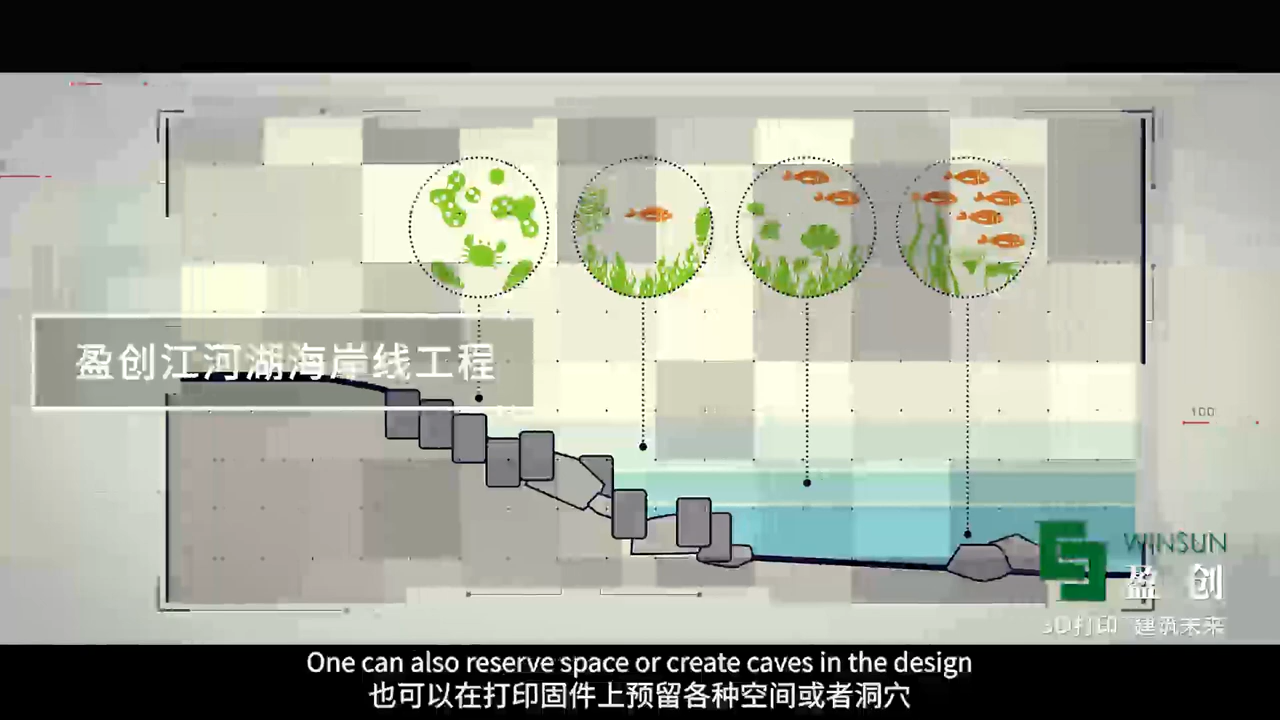 盈创江河湖海岸线工程
100
WINSUN
盈 创
3D打印 建筑未来
One can also reserve space or create caves in the design
也可以在打印固件上预留各种空间或者洞穴